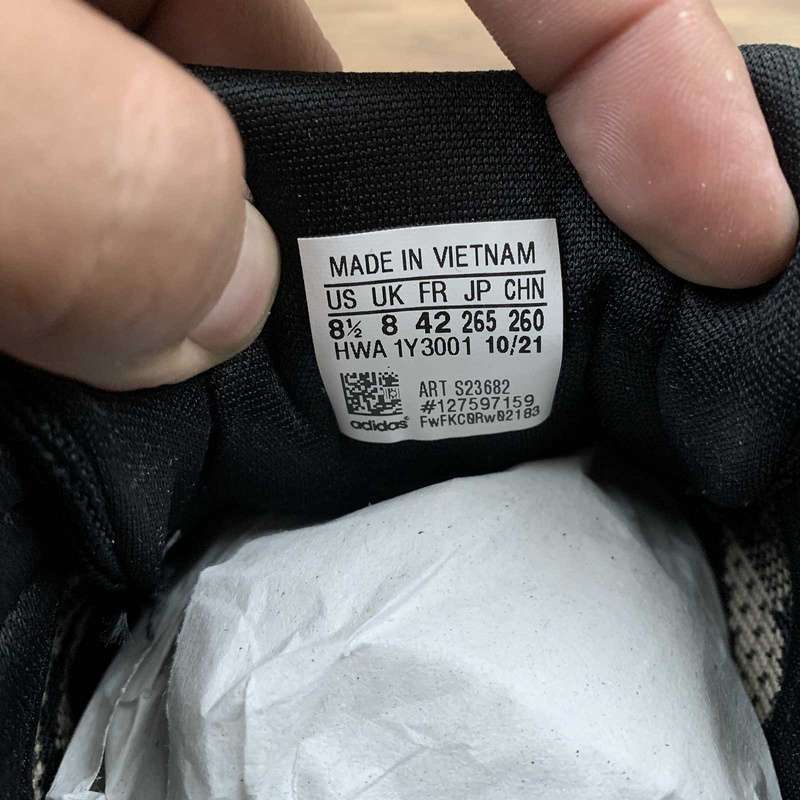 MADE IN VIETNAM
US UK FR JP CHN
8½ 8 42 265 260
HWA 1Y3001 10/21
ART S23682
#127597159
FwFKC0Rw02183
adidas®